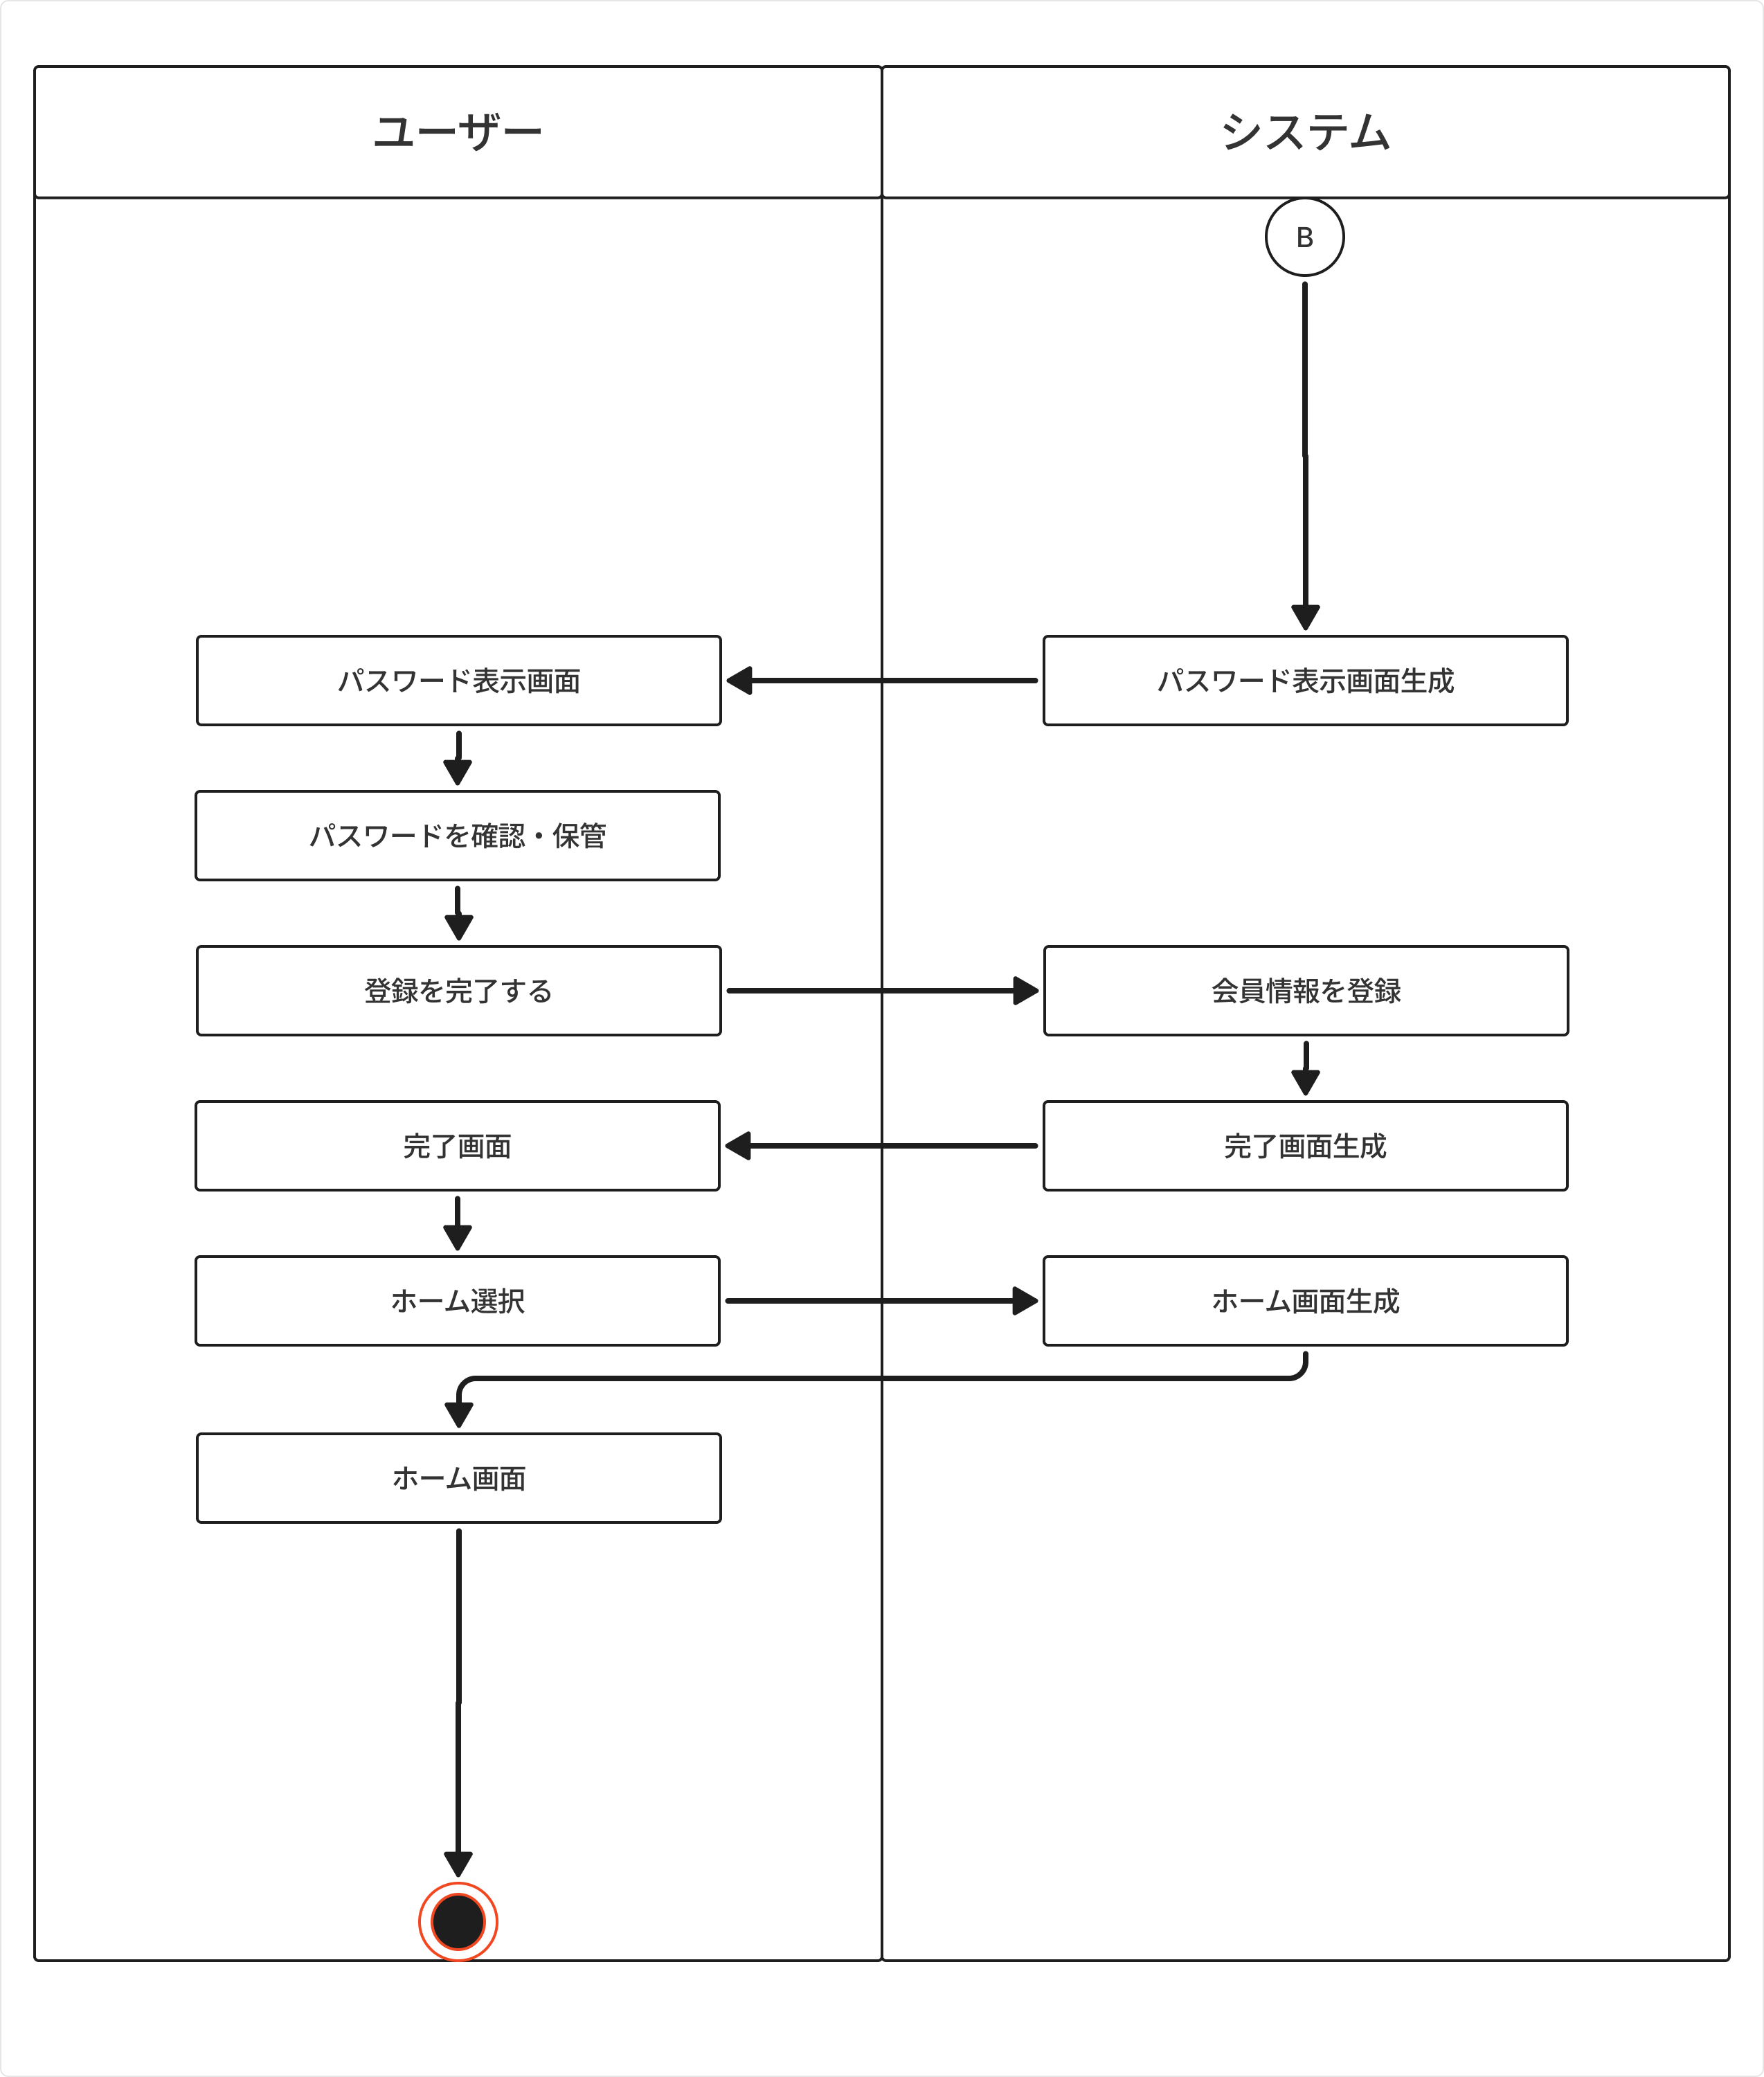 ユーザー
システム
B
パスワード表示画面
パスワード表示画面生成
パスワードを確認・保管
登録を完了する
会員情報を登録
完了画面
完了画面生成
ホーム選択
ホーム画面生成
ホーム画面